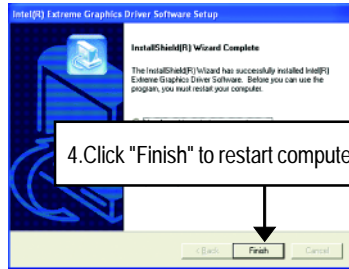 Intel(R) Extreme Graphics Driver Software Setup
InstallShield(R) Wizard Complete
The InstallShield(R) Wizard has successfully installed Intel(R)
Extreme Graphics Driver Software. Before you can use the
program, you must restart your computer.
4.Click "Finish" to restart compute
< Back
Finish
Cancel